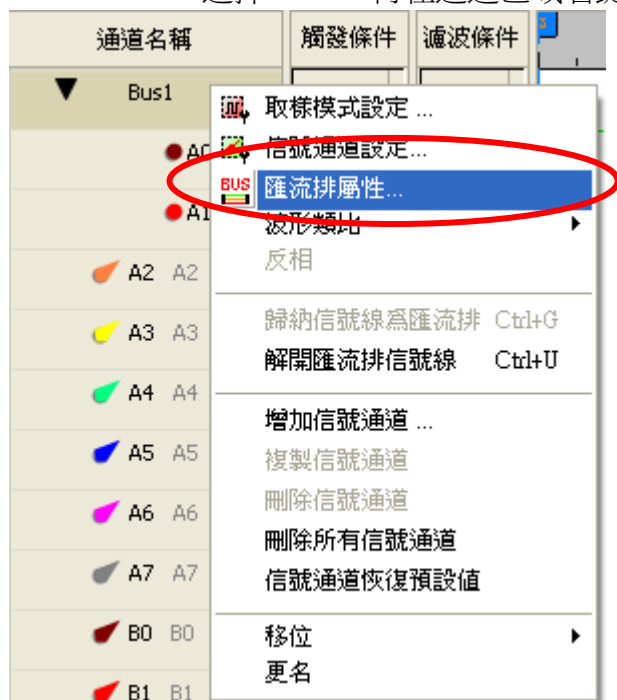 通道名稱 觸發條件 濾波條件
Bus1
取樣模式設定 ...
A0 信號通道設定...
BUS 匯流排屬性...
A1 波形類比
反相
A2 A2
歸納信號線爲匯流排 Ctrl+G
A3 A3
解開匯流排信號線 Ctrl+U
A4 A4
增加信號通道 ...
A5 A5
複製信號通道
A6 A6
刪除信號通道
刪除所有信號通道
A7 A7
信號通道恢復預設值
B0 B0
移位
更名
B1 B1